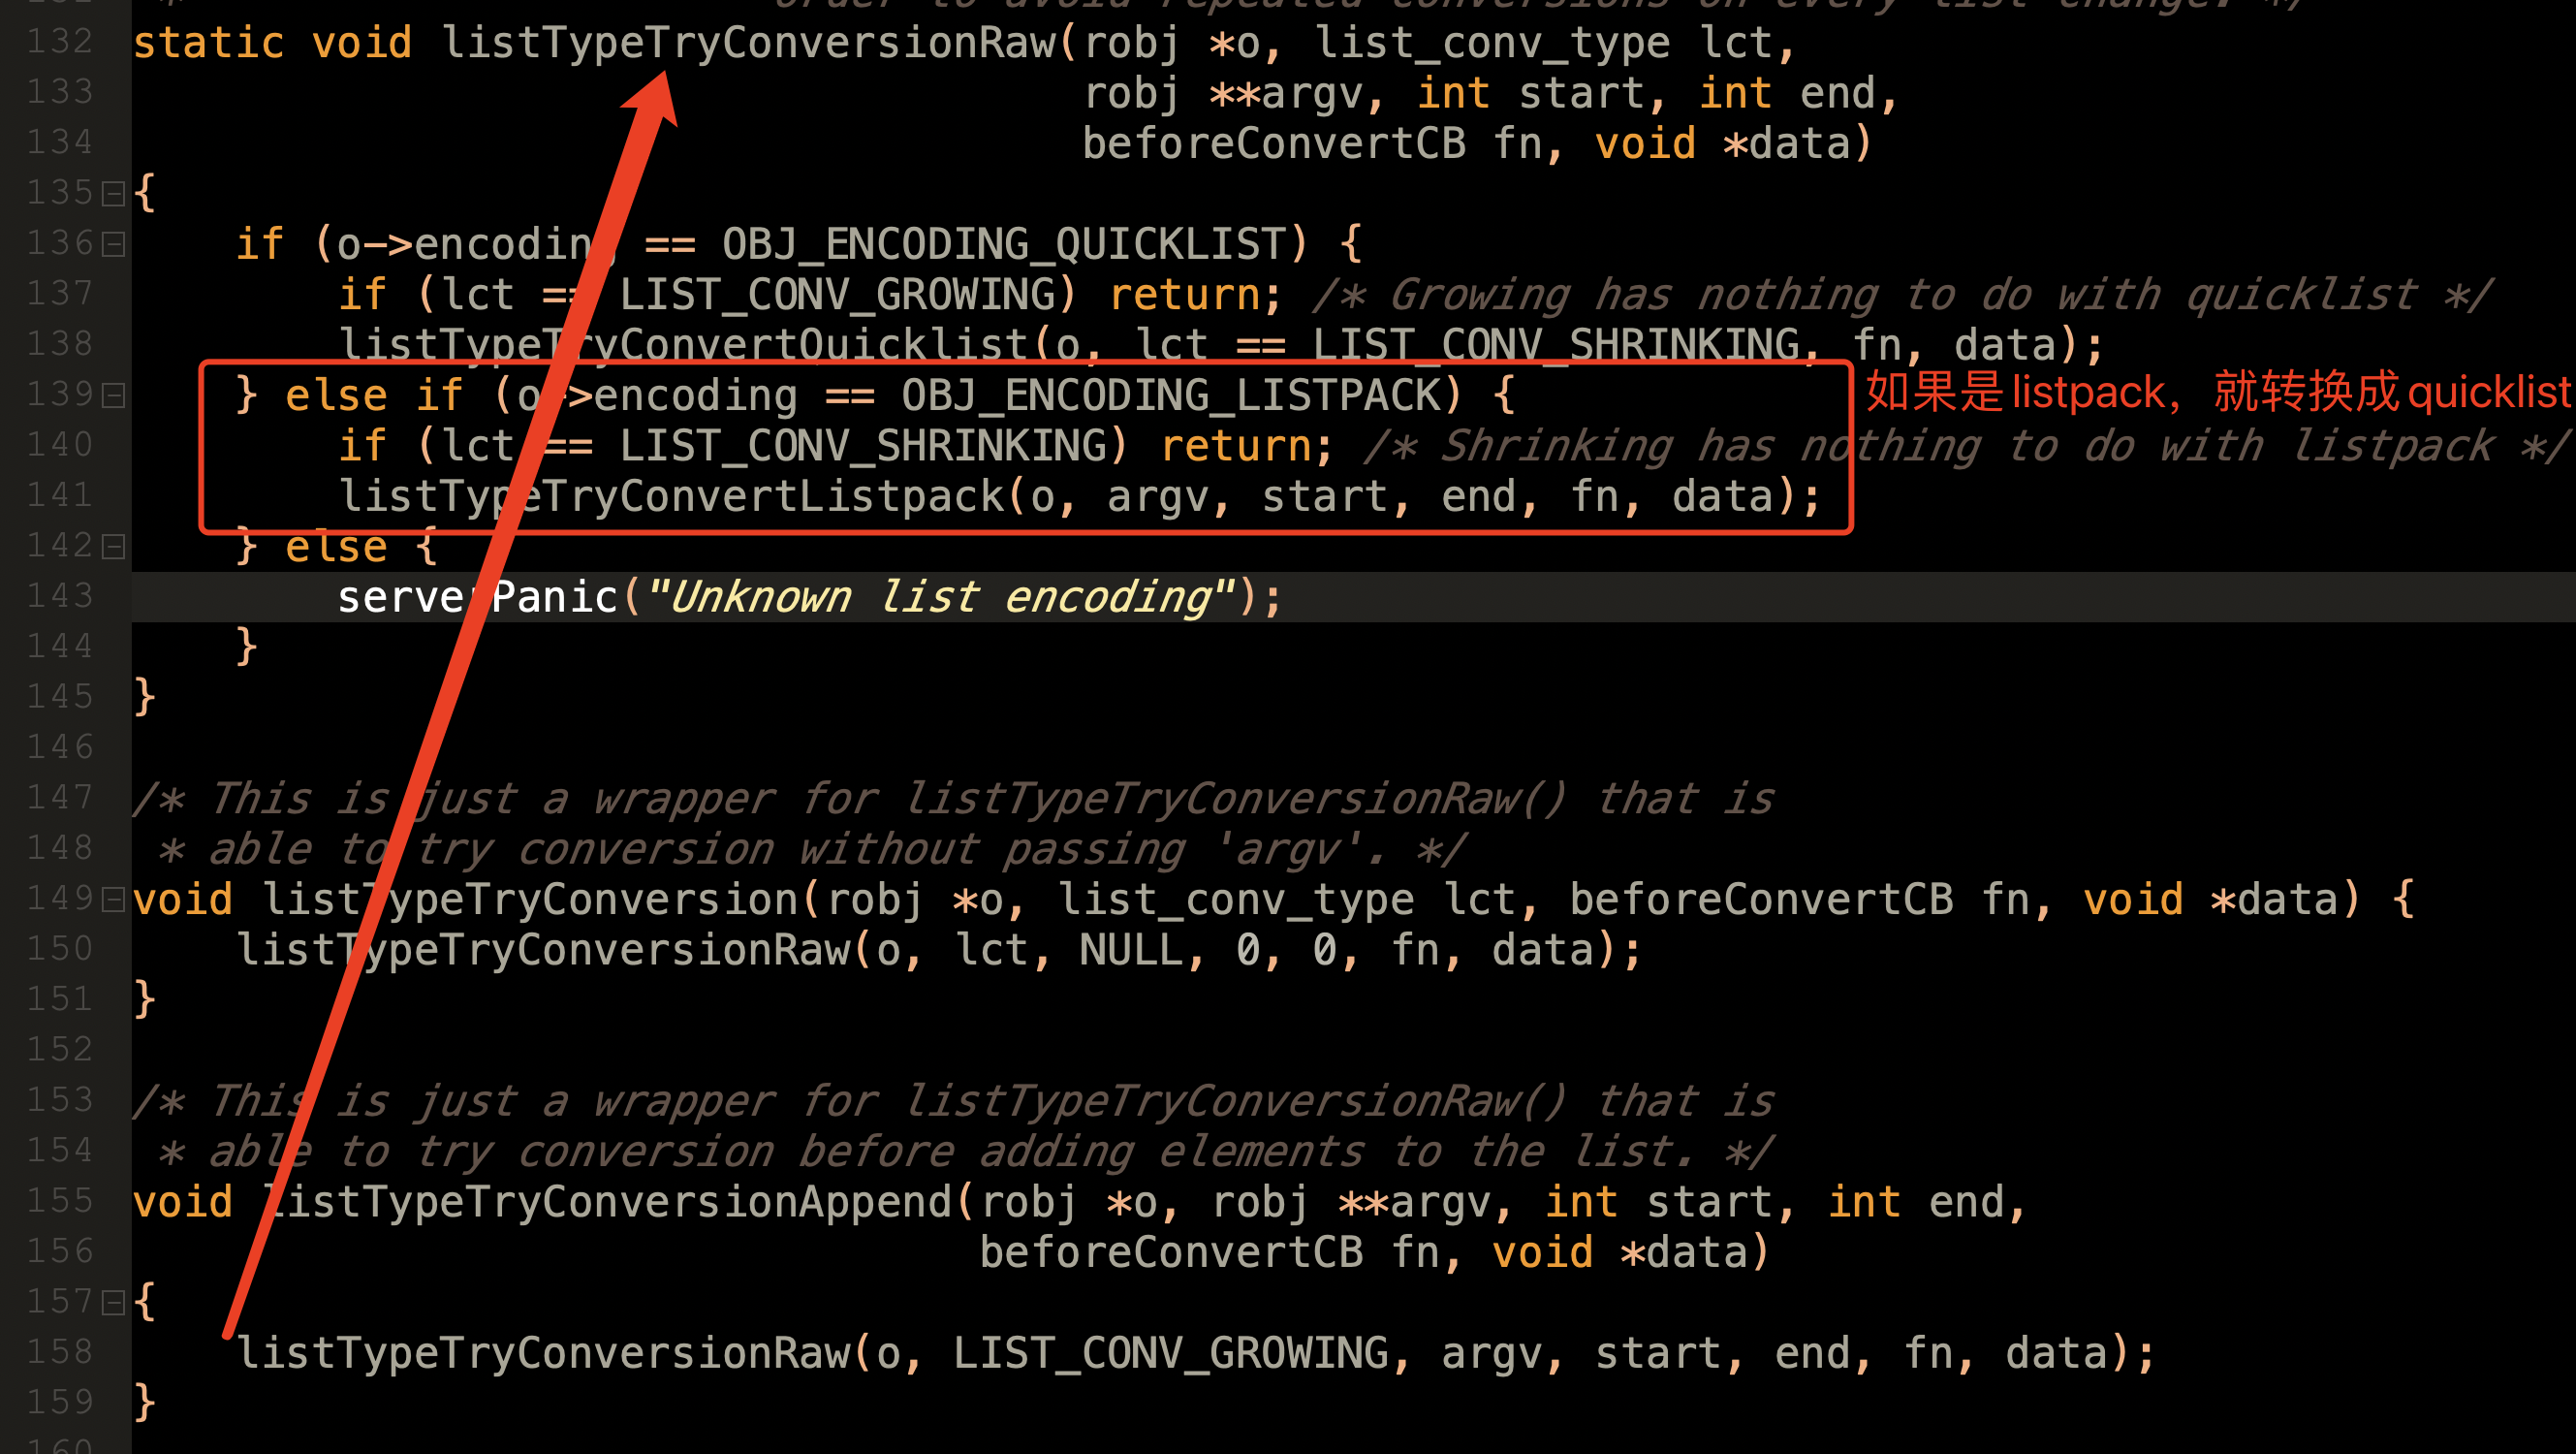 * order to avoid repeated conversions on every list change. */
132 static void listTypeTryConversionRaw(robj *o, list_conv_type lct,
133 robj **argv, int start, int end,
134 beforeConvertCB fn, void *data)
135 {
136 if (o->encoding == OBJ_ENCODING_QUICKLIST) {
137 if (lct == LIST_CONV_GROWING) return; /* Growing has nothing to do with quicklist */
138 listTypeTryConvertQuicklist(o, lct == LIST_CONV_SHRINKING, fn, data);
139 } else if (o->encoding == OBJ_ENCODING_LISTPACK) { 如果是listpack，就转换成quicklist
140 if (lct == LIST_CONV_SHRINKING) return; /* Shrinking has nothing to do with listpack */
141 listTypeTryConvertListpack(o, argv, start, end, fn, data);
142 } else {
143 serverPanic("Unknown list encoding");
144 }
145 }
146
147 /* This is just a wrapper for listTypeTryConversionRaw() that is
148 * able to try conversion without passing 'argv'. */
149 void listTypeTryConversion(robj *o, list_conv_type lct, beforeConvertCB fn, void *data) {
150 listTypeTryConversionRaw(o, lct, NULL, 0, 0, fn, data);
151 }
152
153 /* This is just a wrapper for listTypeTryConversionRaw() that is
154 * able to try conversion before adding elements to the list. */
155 void listTypeTryConversionAppend(robj *o, robj **argv, int start, int end,
156 beforeConvertCB fn, void *data)
157 {
158 listTypeTryConversionRaw(o, LIST_CONV_GROWING, argv, start, end, fn, data);
159 }
160